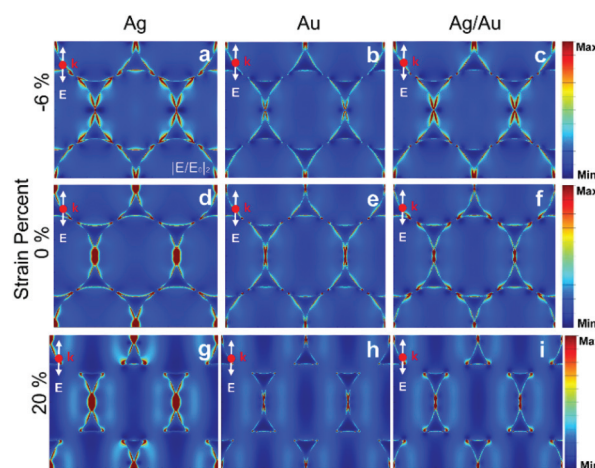 Ag Au Ag/Au
-6 %
a b c
k k k
E E E
|E/E₀|₂
Max
Min
Strain Percent
0 %
d e f
k k k
E E E
Max
Min
20 %
g h i
k k k
E E E
Max
Min